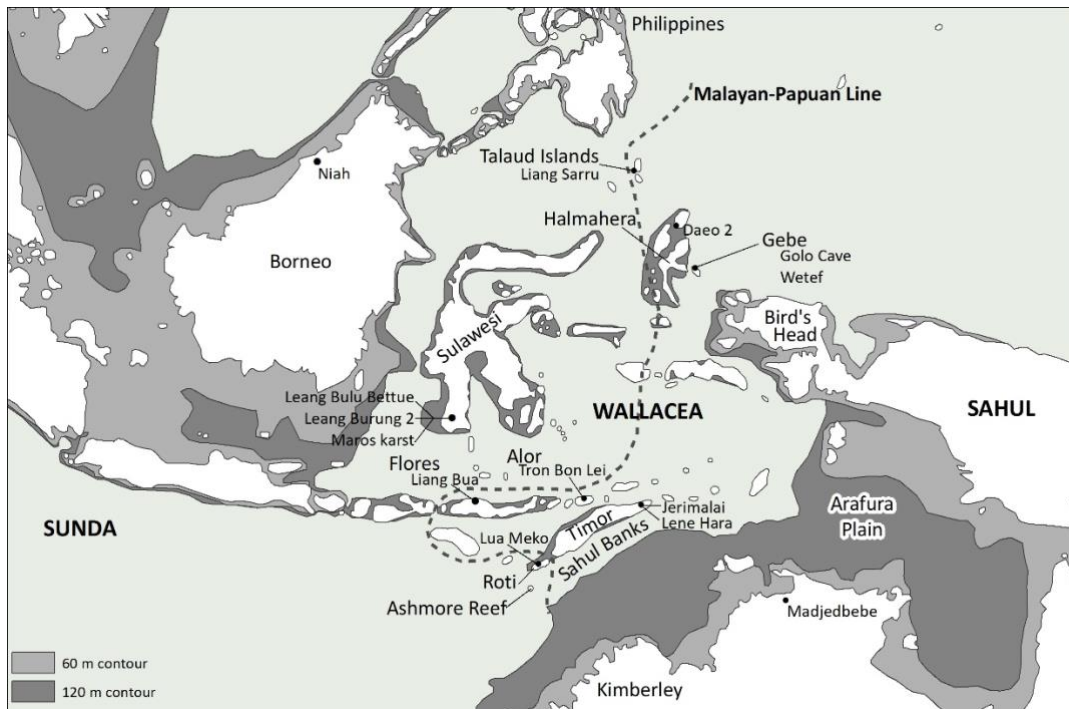 Philippines
Malayan-Papuan Line
Talaud Islands
Liang Sarru
Niah
Halmahera
Daeo 2
Gebe
Golo Cave
Wetef
Borneo
Bird's
Head
Sulawesi
Leang Bulu Bettue
Leang Burung 2
Maros karst
WALLACEA
SAHUL
Alor
Tron Bon Lei
Flores
Liang Bua
Jerimalai
Lene Hara
Timor
Sahul Banks
Arafura
Plain
SUNDA
Lua Meko
Roti
Ashmore Reef
Madjedbebe
Kimberley
60 m contour
120 m contour